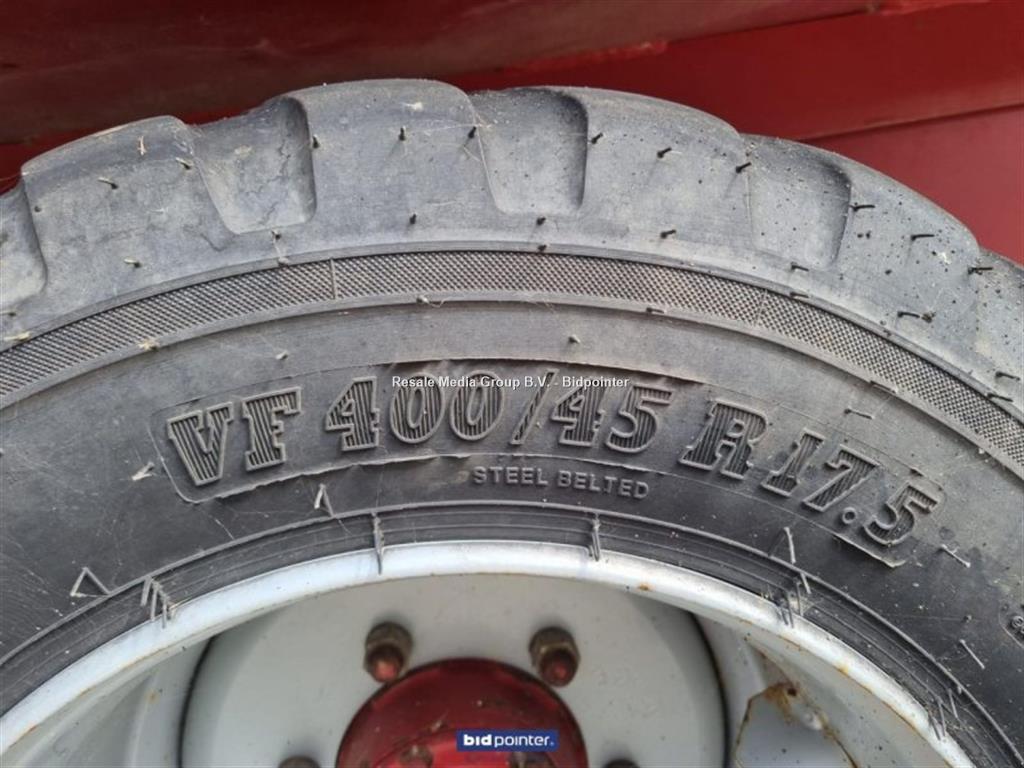 Resale Media Group B.V. - Bidpointer
VF 400/45 R17.5
STEEL BELTED
bidpointer.